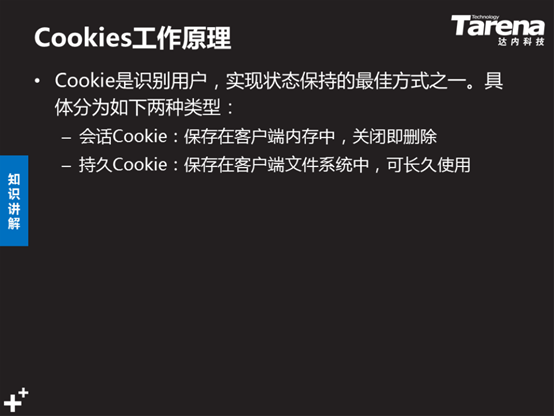 Cookies工作原理
Technology
Tarena
达内科技
• Cookie是识别用户，实现状态保持的最佳方式之一。具
体分为如下两种类型：
– 会话Cookie：保存在客户端内存中，关闭即删除
– 持久Cookie：保存在客户端文件系统中，可长久使用
知
识
讲
解